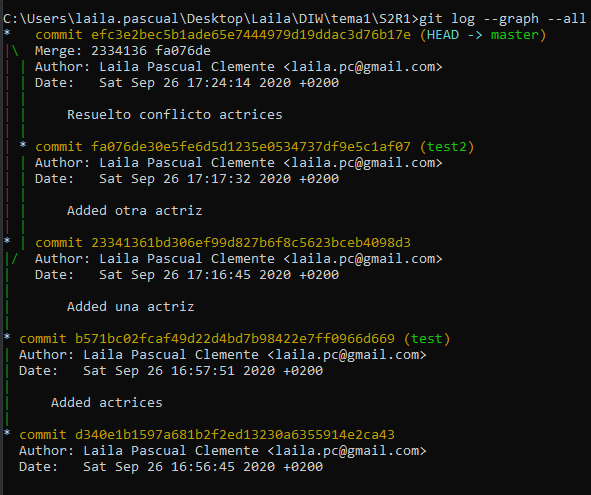 C:\Users\laila.pascual\Desktop\Laila\DIW\tema1\S2R1>git log --graph --all
*   commit efc3e2bec5b1ade65e7444979d19ddac3d76b17e (HEAD -> master)
|\  Merge: 2334136 fa076de
| | Author: Laila Pascual Clemente <laila.pc@gmail.com>
| | Date:   Sat Sep 26 17:24:14 2020 +0200
| |
| |     Resuelto conflicto actrices
| |
| * commit fa076de30e5fe6d5d1235e0534737df9e5c1af07 (test2)
| | Author: Laila Pascual Clemente <laila.pc@gmail.com>
| | Date:   Sat Sep 26 17:17:32 2020 +0200
| |
| |     Added otra actriz
| |
* | commit 23341361bd306ef99d827b6f8c5623bceb4098d3
|/  Author: Laila Pascual Clemente <laila.pc@gmail.com>
|   Date:   Sat Sep 26 17:16:45 2020 +0200
|
|       Added una actriz
|
* commit b571bc02fcaf49d22d4bd7b98422e7ff0966d669 (test)
| Author: Laila Pascual Clemente <laila.pc@gmail.com>
| Date:   Sat Sep 26 16:57:51 2020 +0200
|
|     Added actrices
|
* commit d340e1b1597a681b2f2ed13230a6355914e2ca43
  Author: Laila Pascual Clemente <laila.pc@gmail.com>
  Date:   Sat Sep 26 16:56:45 2020 +0200